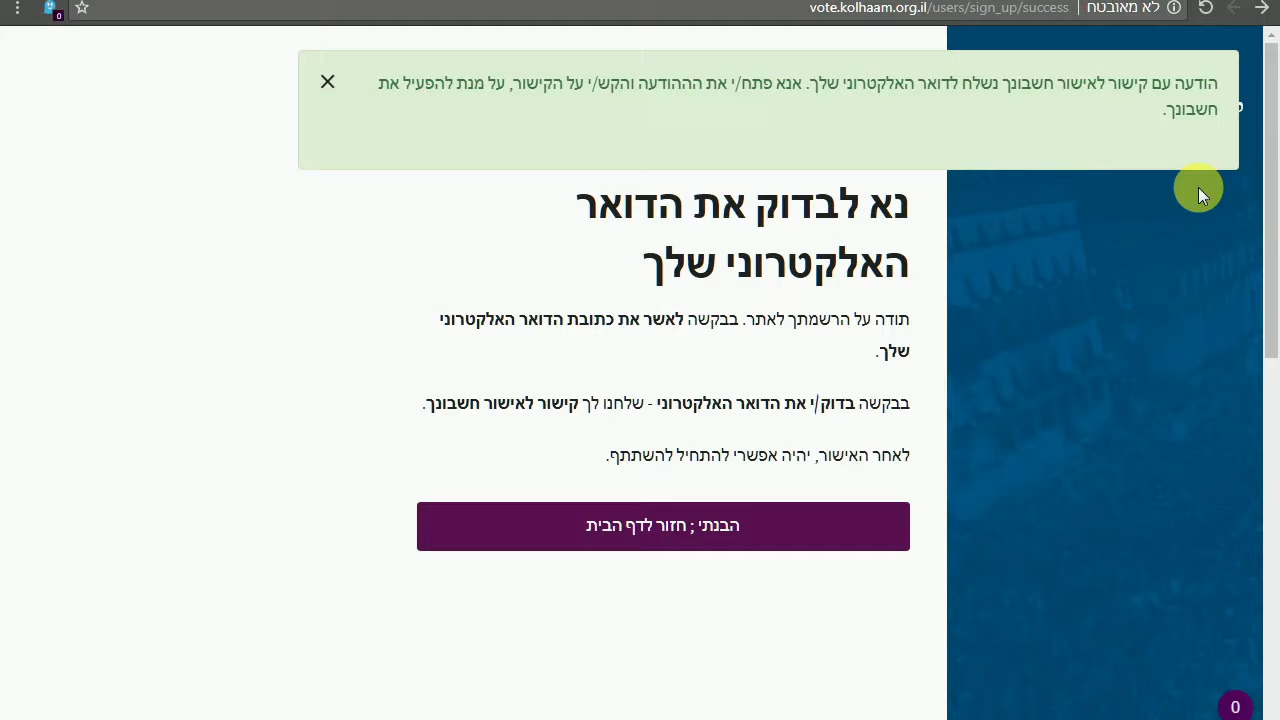 vote.kolhaam.org.il/users/sign_up/success
לא מאובטח
0
הודעה עם קישור לאישור חשבונך נשלח לדואר האלקטרוני שלך. אנא פתח/י את הההודעה והקש/י על הקישור, על מנת להפעיל את
חשבונך.
נא לבדוק את הדואר
האלקטרוני שלך
תודה על הרשמתך לאתר. בבקשה לאשר את כתובת הדואר האלקטרוני
שלך.
בבקשה בדוק/י את הדואר האלקטרוני - שלחנו לך קישור לאישור חשבונך.
לאחר האישור, יהיה אפשרי להתחיל להשתתף.
הבנתי ; חזור לדף הבית
0